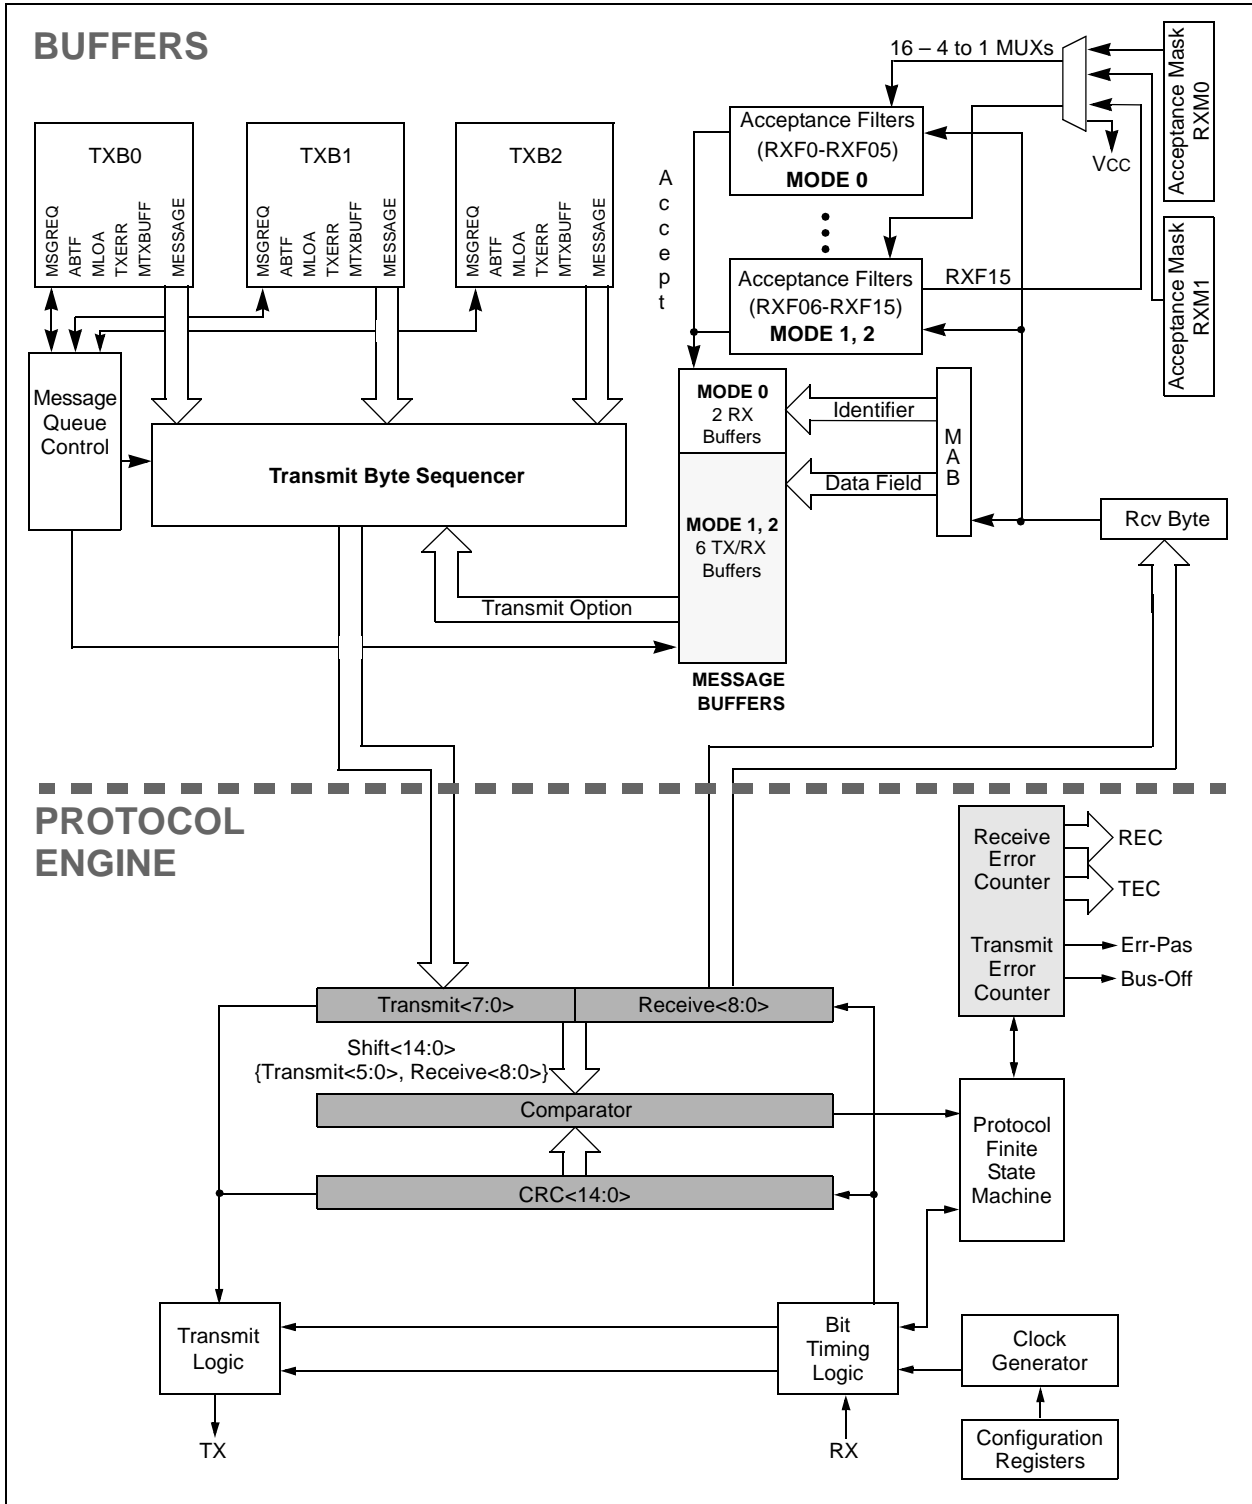 BUFFERS
16 – 4 to 1 MUXs
Acceptance Mask
RXM0
VCC
Acceptance Mask
RXM1
TXB0
MSGREQ
ABTF
MLOA
TXERR
MTXBUFF
MESSAGE
TXB1
MSGREQ
ABTF
MLOA
TXERR
MTXBUFF
MESSAGE
TXB2
MSGREQ
ABTF
MLOA
TXERR
MTXBUFF
MESSAGE
Accept
Acceptance Filters
(RXF0-RXF05)
MODE 0
Acceptance Filters
(RXF06-RXF15)
MODE 1, 2
RXF15
Message
Queue
Control
Transmit Byte Sequencer
MODE 0
2 RX
Buffers
MODE 1, 2
6 TX/RX
Buffers
MESSAGE
BUFFERS
Identifier
Data Field
MAB
Rcv Byte
Transmit Option
PROTOCOL
ENGINE
Receive
Error
Counter
Transmit
Error
Counter
REC
TEC
Err-Pas
Bus-Off
Transmit<7:0>
Receive<8:0>
Shift<14:0>
{Transmit<5:0>, Receive<8:0>}
Comparator
CRC<14:0>
Protocol
Finite
State
Machine
Transmit
Logic
Bit
Timing
Logic
Clock
Generator
TX
RX
Configuration
Registers